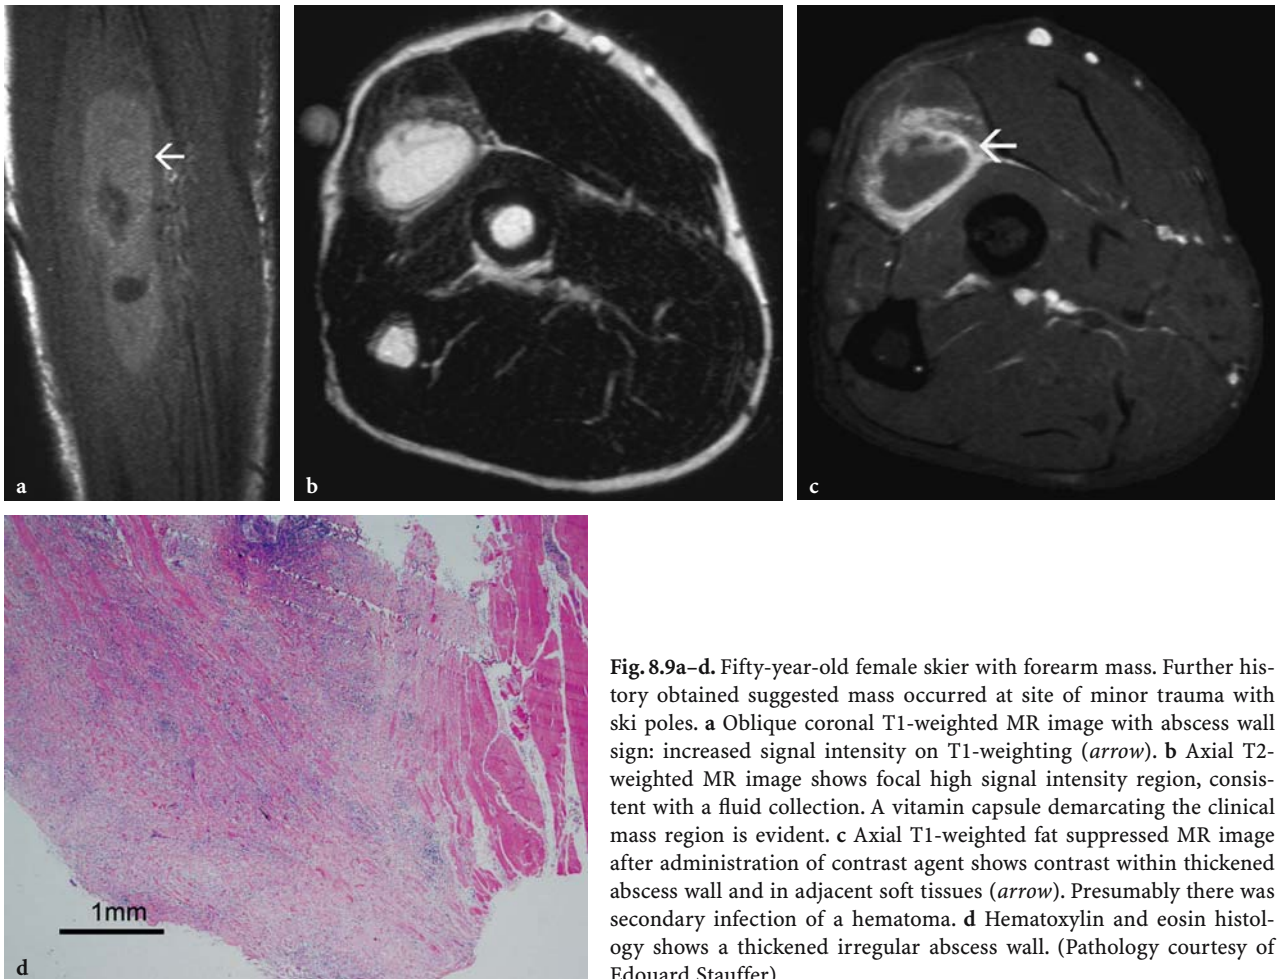 a
b
c
1mm
d
Fig. 8.9a–d. Fifty-year-old female skier with forearm mass. Further his-
tory obtained suggested mass occurred at site of minor trauma with
ski poles. a Oblique coronal T1-weighted MR image with abscess wall
sign: increased signal intensity on T1-weighting (arrow). b Axial T2-
weighted MR image shows focal high signal intensity region, consis-
tent with a fluid collection. A vitamin capsule demarcating the clinical
mass region is evident. c Axial T1-weighted fat suppressed MR image
after administration of contrast agent shows contrast within thickened
abscess wall and in adjacent soft tissues (arrow). Presumably there was
secondary infection of a hematoma. d Hematoxylin and eosin histol-
ogy shows a thickened irregular abscess wall. (Pathology courtesy of
Edouard Stauffer)